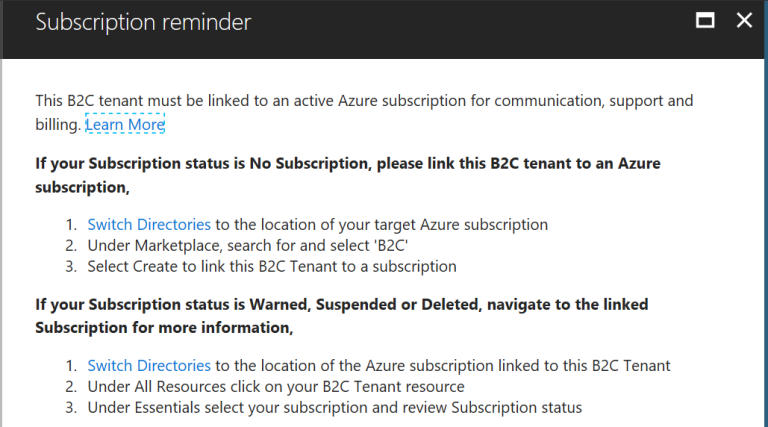 Subscription reminder
This B2C tenant must be linked to an active Azure subscription for communication, support and
billing. Learn More
If your Subscription status is No Subscription, please link this B2C tenant to an Azure
subscription,
1. Switch Directories to the location of your target Azure subscription
2. Under Marketplace, search for and select 'B2C'
3. Select Create to link this B2C Tenant to a subscription
If your Subscription status is Warned, Suspended or Deleted, navigate to the linked
Subscription for more information,
1. Switch Directories to the location of the Azure subscription linked to this B2C Tenant
2. Under All Resources click on your B2C Tenant resource
3. Under Essentials select your subscription and review Subscription status